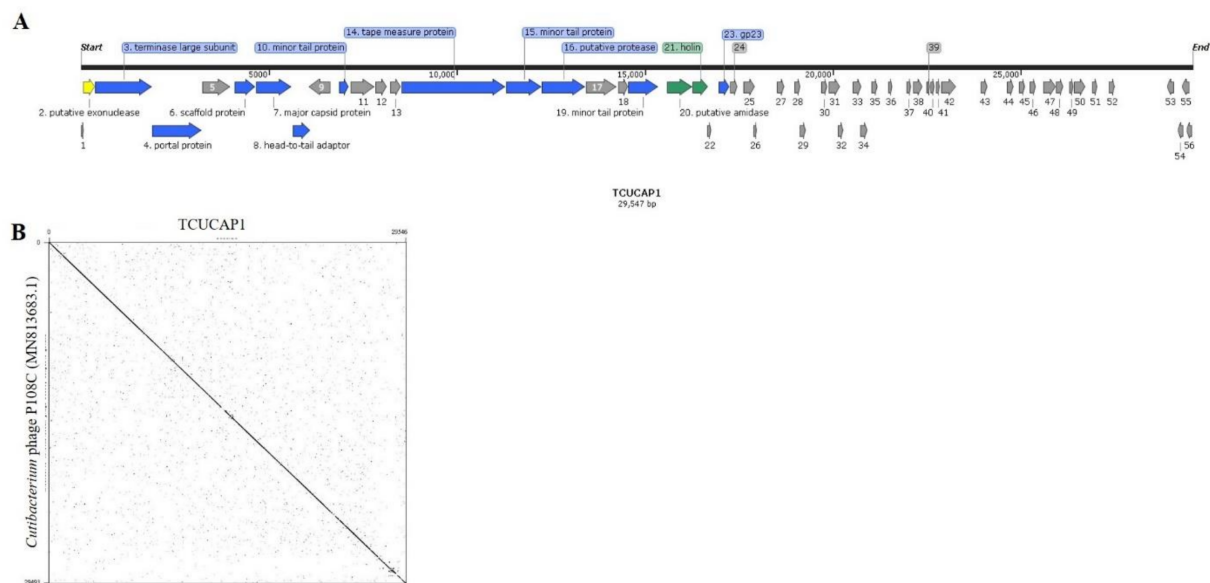 A
14. tape measure protein
15. minor tail protein
23. gp23
Start
3. terminase large subunit
10. minor tail protein
16. putative protease
21. holin
24
39
End
5000
10,000
15,000
20,000
25,000
5
9
17
2. putative exonudease
6. scaffold protein
11
12
13
18
25
27
28
30
31
33
35
36
37
38
40
41
42
43
44
45
46
47
48
49
50
51
52
53
55
7. major capsid protein
19. minor tail protein
20. putative amidase
1
4. portal protein
8. head-to-tail adaptor
22
26
29
32
34
54
56
TCUCAP1
29,547 bp
B
TCUCAP1
0
29546
0
Cutibacterium phage P108C (MN813683.1)